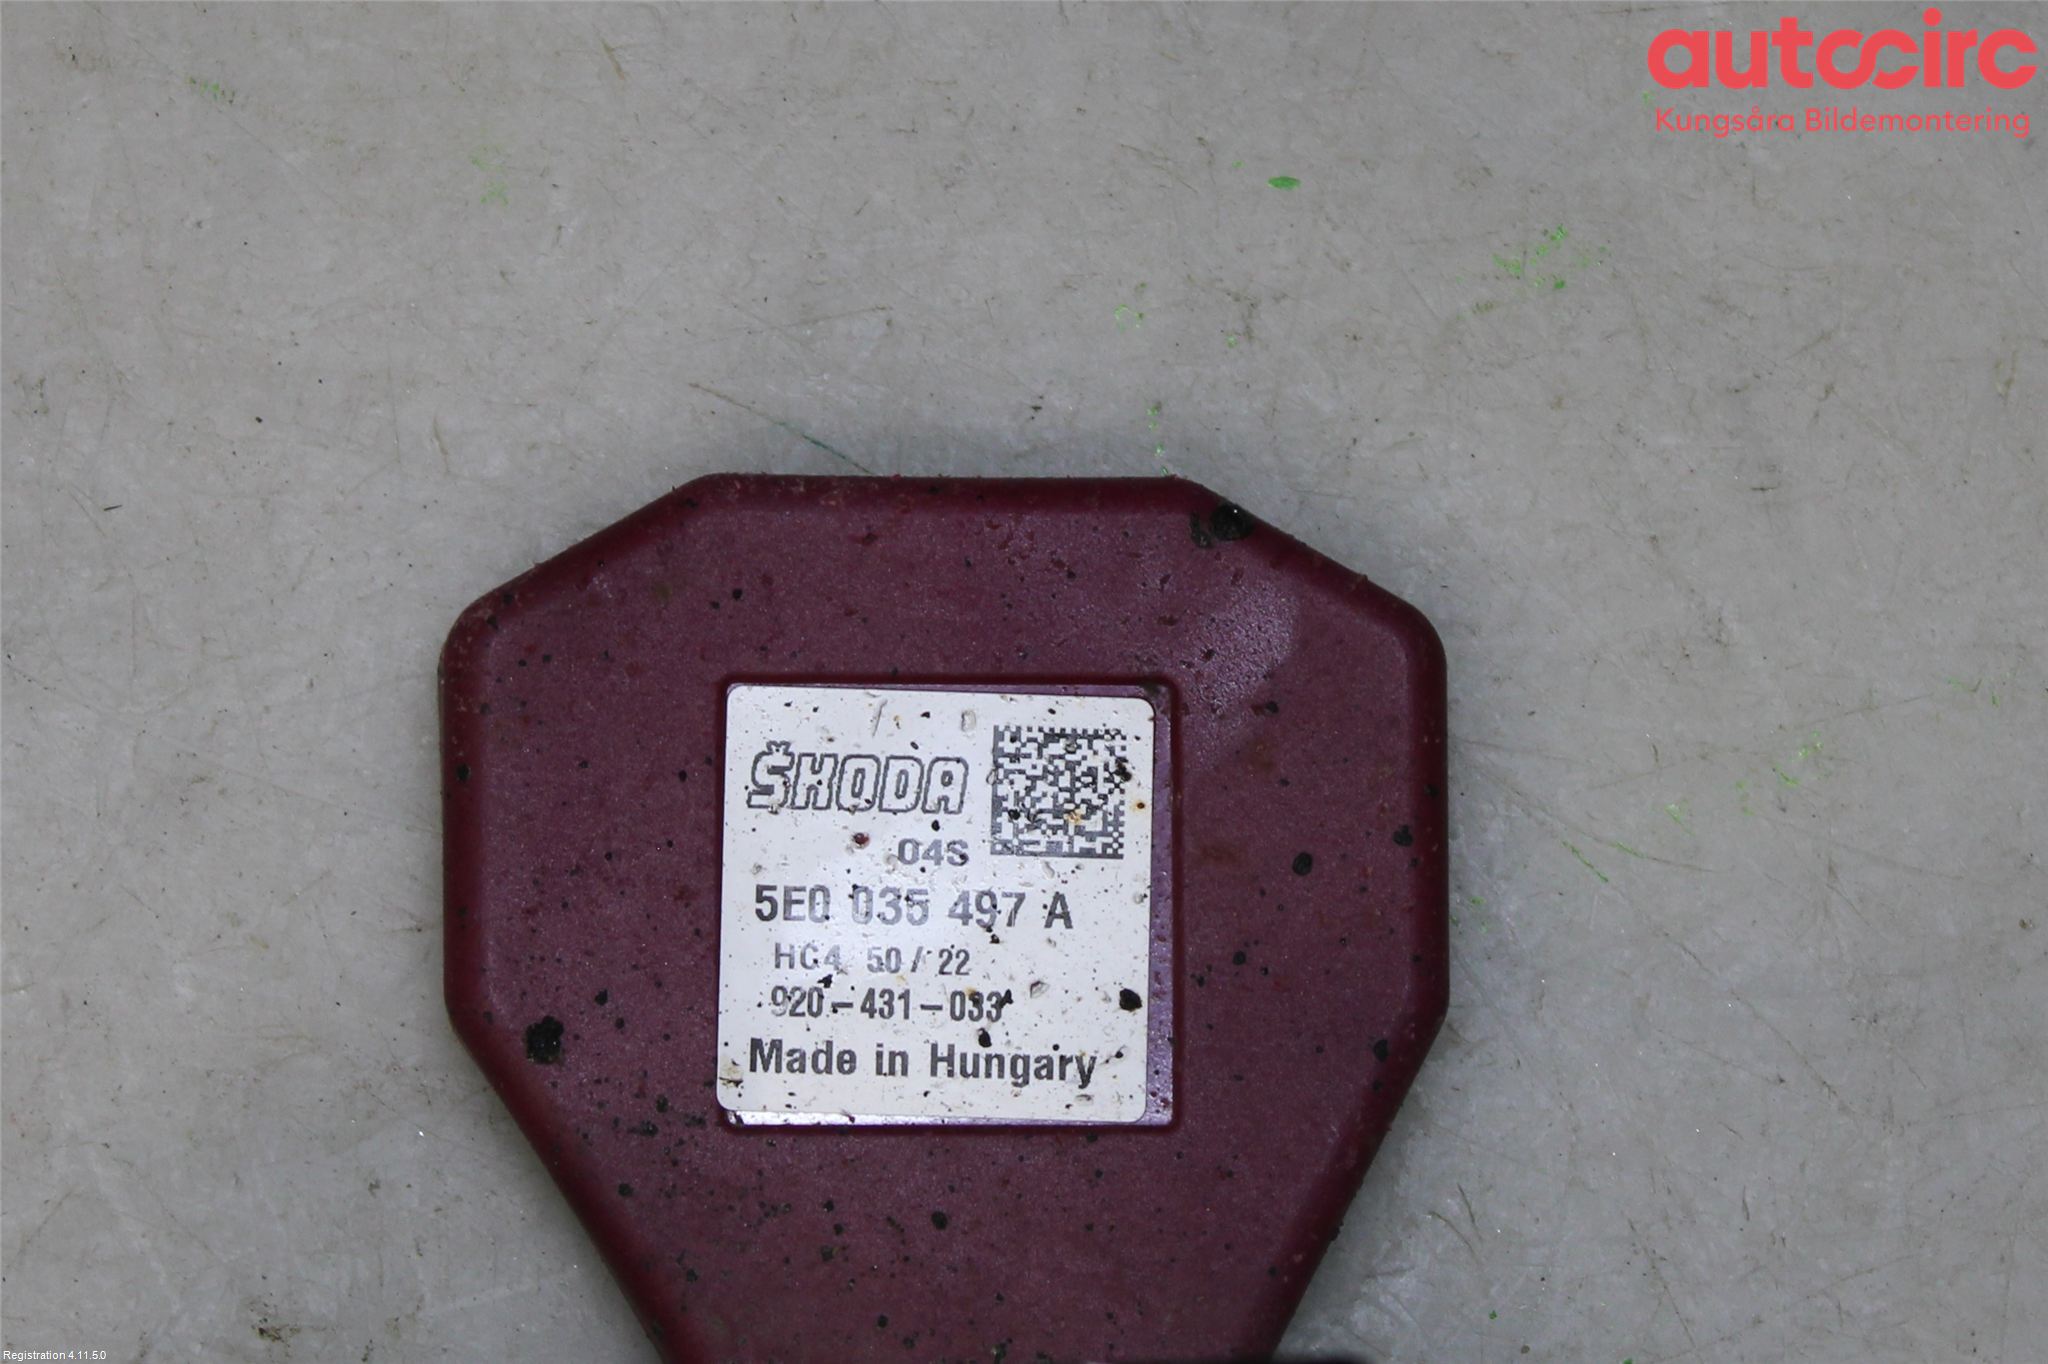 autocirc
Kungsåra Bildemontering
ŠKODA
04S
5E0 035 497 A
HC4 50/22
920-431-033
Made in Hungary
Registration 4.11.5.0